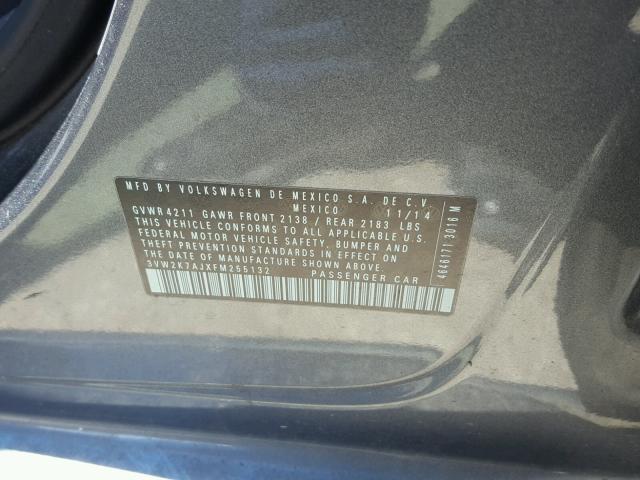 MFD BY VOLKSWAGEN DE MEXICO S.A. DE C.V.
MEXICO 11/14
GVWR 4211 GAWR FRONT 2138 / REAR 2183 LBS
THIS VEHICLE CONFORMS TO ALL APPLICABLE U.S.
FEDERAL MOTOR VEHICLE SAFETY, BUMPER AND
THEFT PREVENTION STANDARDS IN EFFECT ON
THE DATE OF MANUFACTURE SHOWN ABOVE.
3VW2K7AJXFM255132 PASSENGER CAR
4646171 3016 M